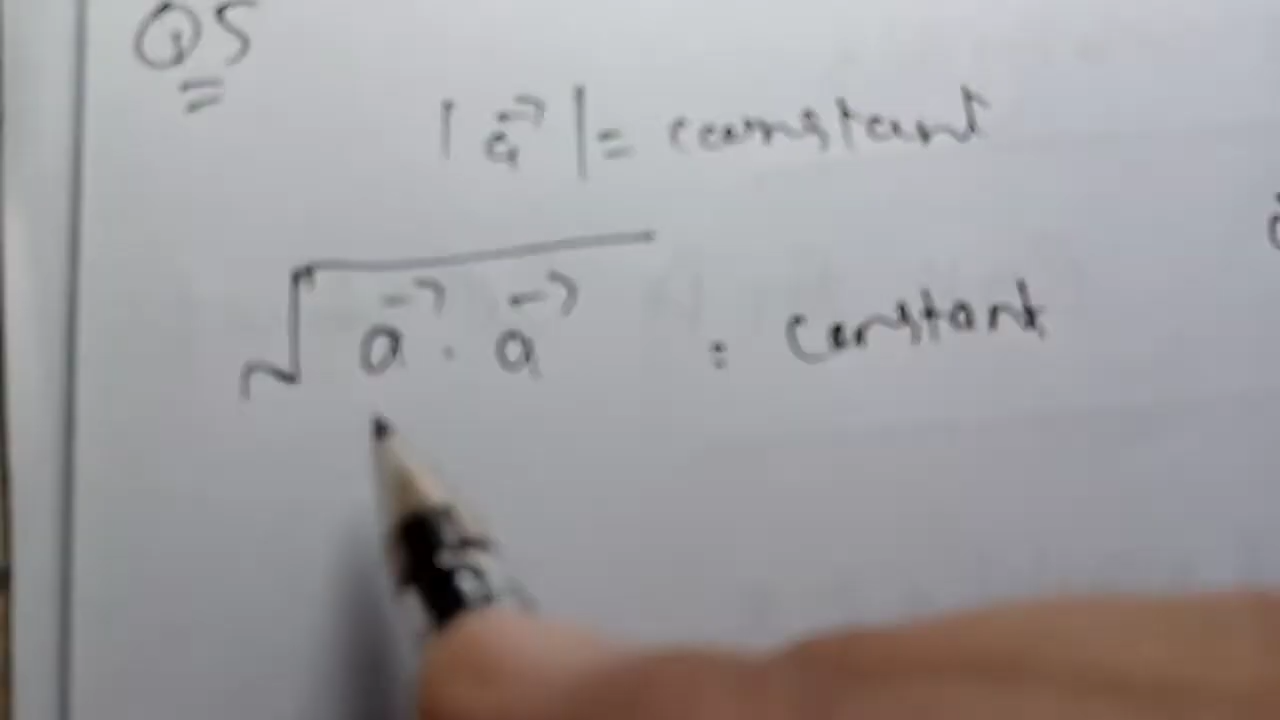 Q5
|a⃗| = constant
√(a⃗ . a⃗) = constant